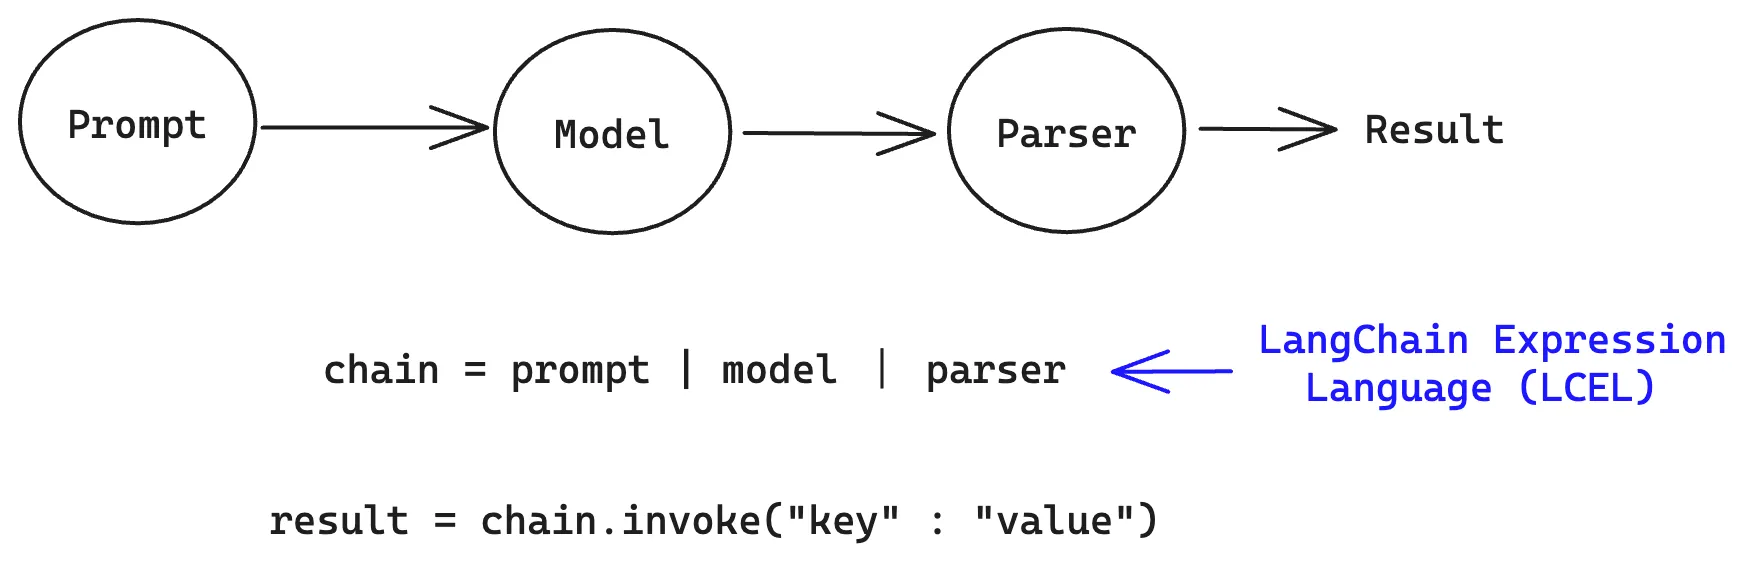 Prompt
Model
Parser
Result
chain = prompt | model | parser
LangChain Expression
Language (LCEL)
result = chain.invoke("key" : "value")